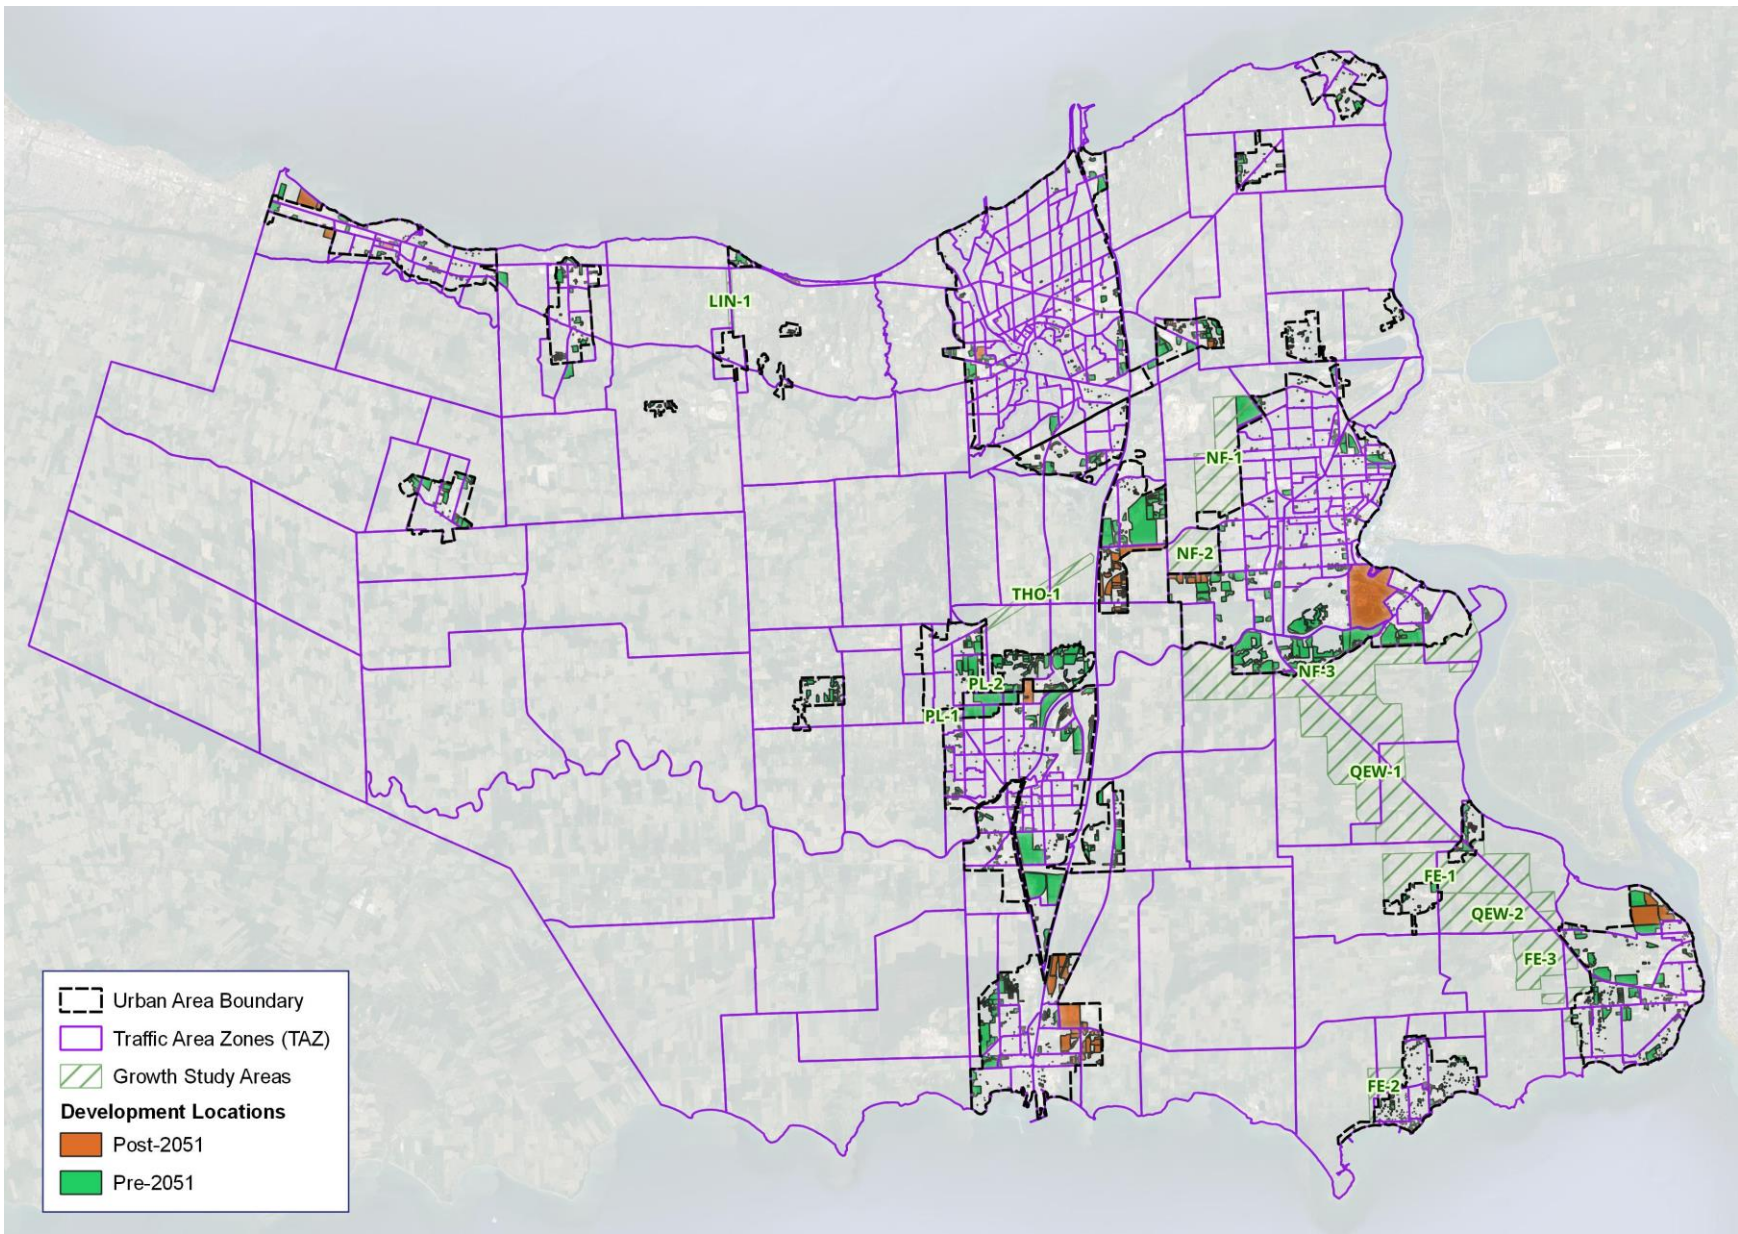 LIN-1
NF-1
NF-2
THO-1
NF-3
PL-2
PL-1
QEW-1
FE-1
QEW-2
FE-3
FE-2
Urban Area Boundary
Traffic Area Zones (TAZ)
Growth Study Areas
Development Locations
Post-2051
Pre-2051